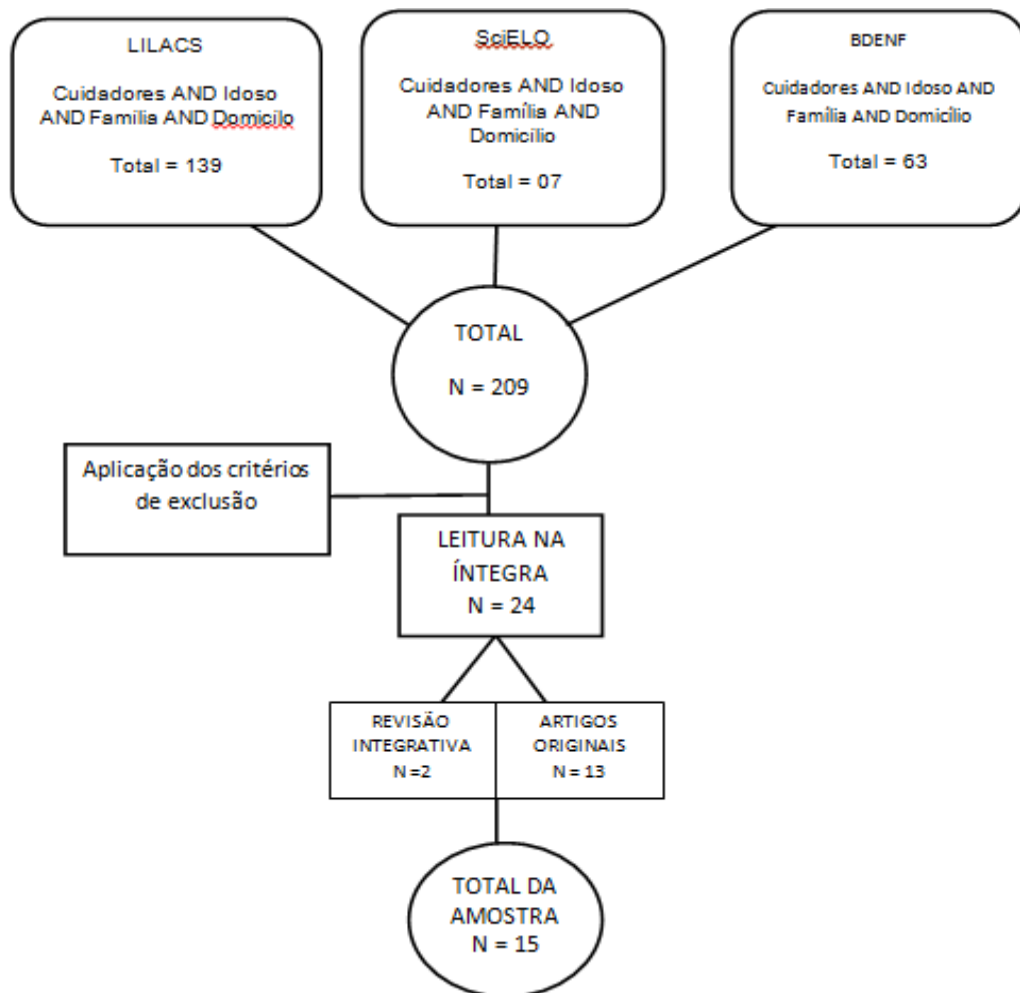 LILACS
Cuidadores AND Idoso
AND Família AND Domicílo
Total = 139
SciELO
Cuidadores AND Idoso
AND Família AND
Domicílio
Total = 07
BDENF
Cuidadores AND Idoso AND
Família AND Domicílio
Total = 63
TOTAL
N = 209
Aplicação dos critérios
de exclusão
LEITURA NA
ÍNTEGRA
N = 24
REVISÃO
INTEGRATIVA
N =2
ARTIGOS
ORIGINAIS
N = 13
TOTAL DA
AMOSTRA
N = 15